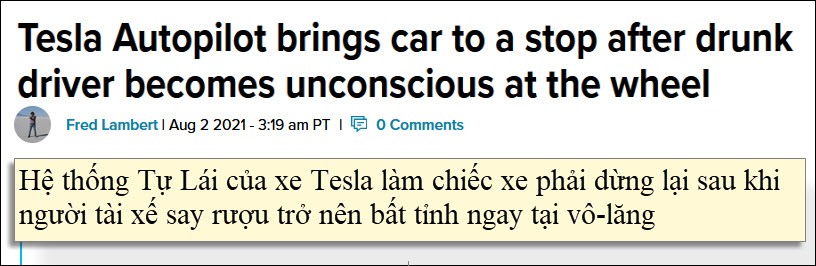 Tesla Autopilot brings car to a stop after drunk
driver becomes unconscious at the wheel
Fred Lambert | Aug 2 2021 - 3:19 am PT | 0 Comments
Hệ thống Tự Lái của xe Tesla làm chiếc xe phải dừng lại sau khi
người tài xế say rượu trở nên bất tỉnh ngay tại vô-lăng